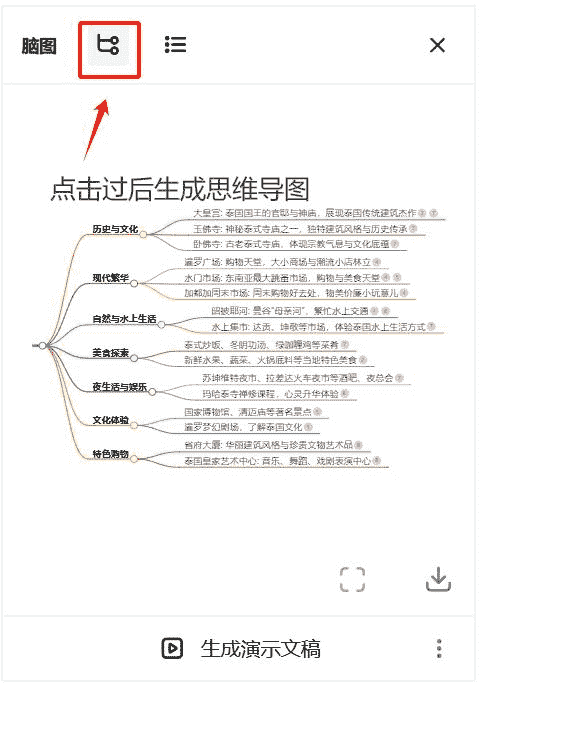 脑图
点击过后生成思维导图
历史与文化
大皇宫: 泰国国王的官邸与神庙，展现泰国传统建筑杰作
玉佛寺: 神秘泰式寺庙之一，独特建筑风格与历史传承
卧佛寺: 古老泰式寺庙，体现宗教气息与文化底蕴
现代繁华
暹罗广场: 购物天堂，大小商场与潮流小店林立
水门市场: 东南亚最大跳蚤市场，购物与美食天堂
加都加周末市场: 周末购物好去处，物美价廉小玩意儿
自然与水上生活
昭披耶河: 曼谷“母亲河”，繁忙水上交通
水上集市: 达贡、坤敬等市场，体验泰国水上生活方式
美食探索
泰式炒饭、冬阴功汤、绿咖喱鸡等菜肴
新鲜水果、蔬菜、火锅底料等当地特色美食
夜生活与娱乐
苏坤维特夜市、拉差达火车夜市等酒吧、夜总会
玛哈泰寺禅修课程，心灵升华体验
文化体验
国家博物馆、清迈庙等著名景点
暹罗梦幻剧场，了解泰国文化
特色购物
省府大厦: 华丽建筑风格与珍贵文物艺术品
泰国皇家艺术中心: 音乐、舞蹈、戏剧表演中心
生成演示文稿